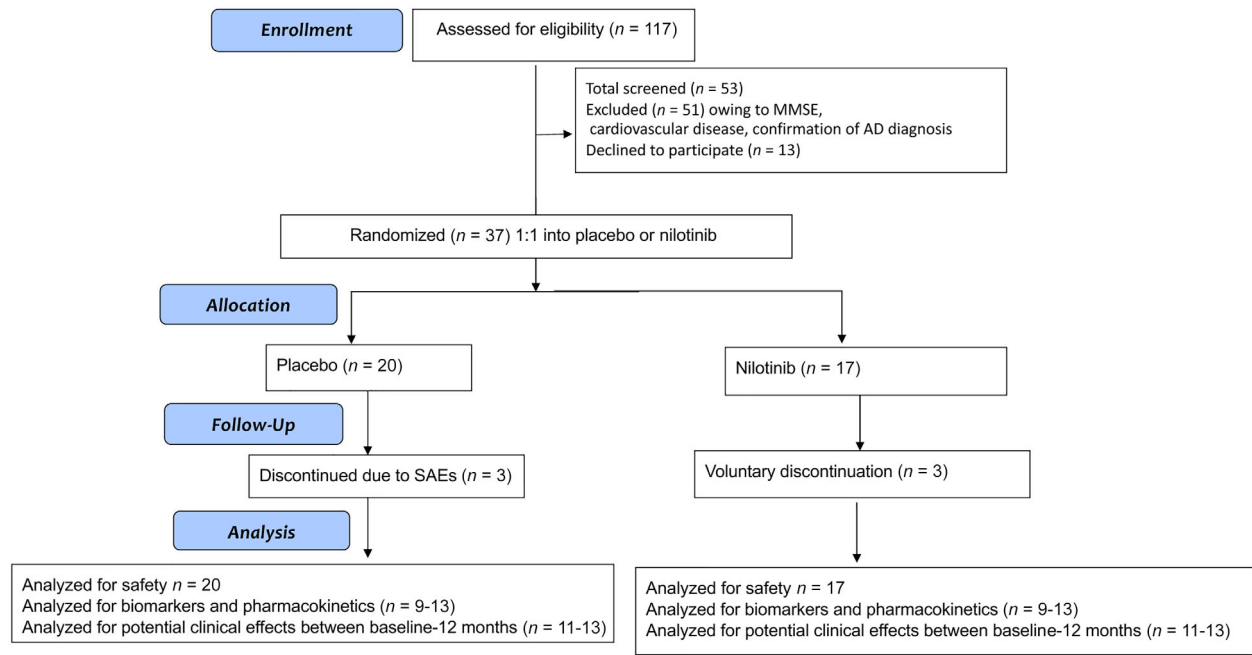 Enrollment
Assessed for eligibility (n = 117)
Total screened (n = 53)
Excluded (n = 51) owing to MMSE,
cardiovascular disease, confirmation of AD diagnosis
Declined to participate (n = 13)
Randomized (n = 37) 1:1 into placebo or nilotinib
Allocation
Placebo (n = 20)
Nilotinib (n = 17)
Follow-Up
Discontinued due to SAEs (n = 3)
Voluntary discontinuation (n = 3)
Analysis
Analyzed for safety n = 20
Analyzed for biomarkers and pharmacokinetics (n = 9-13)
Analyzed for potential clinical effects between baseline-12 months (n = 11-13)
Analyzed for safety n = 17
Analyzed for biomarkers and pharmacokinetics (n = 9-13)
Analyzed for potential clinical effects between baseline-12 months (n = 11-13)